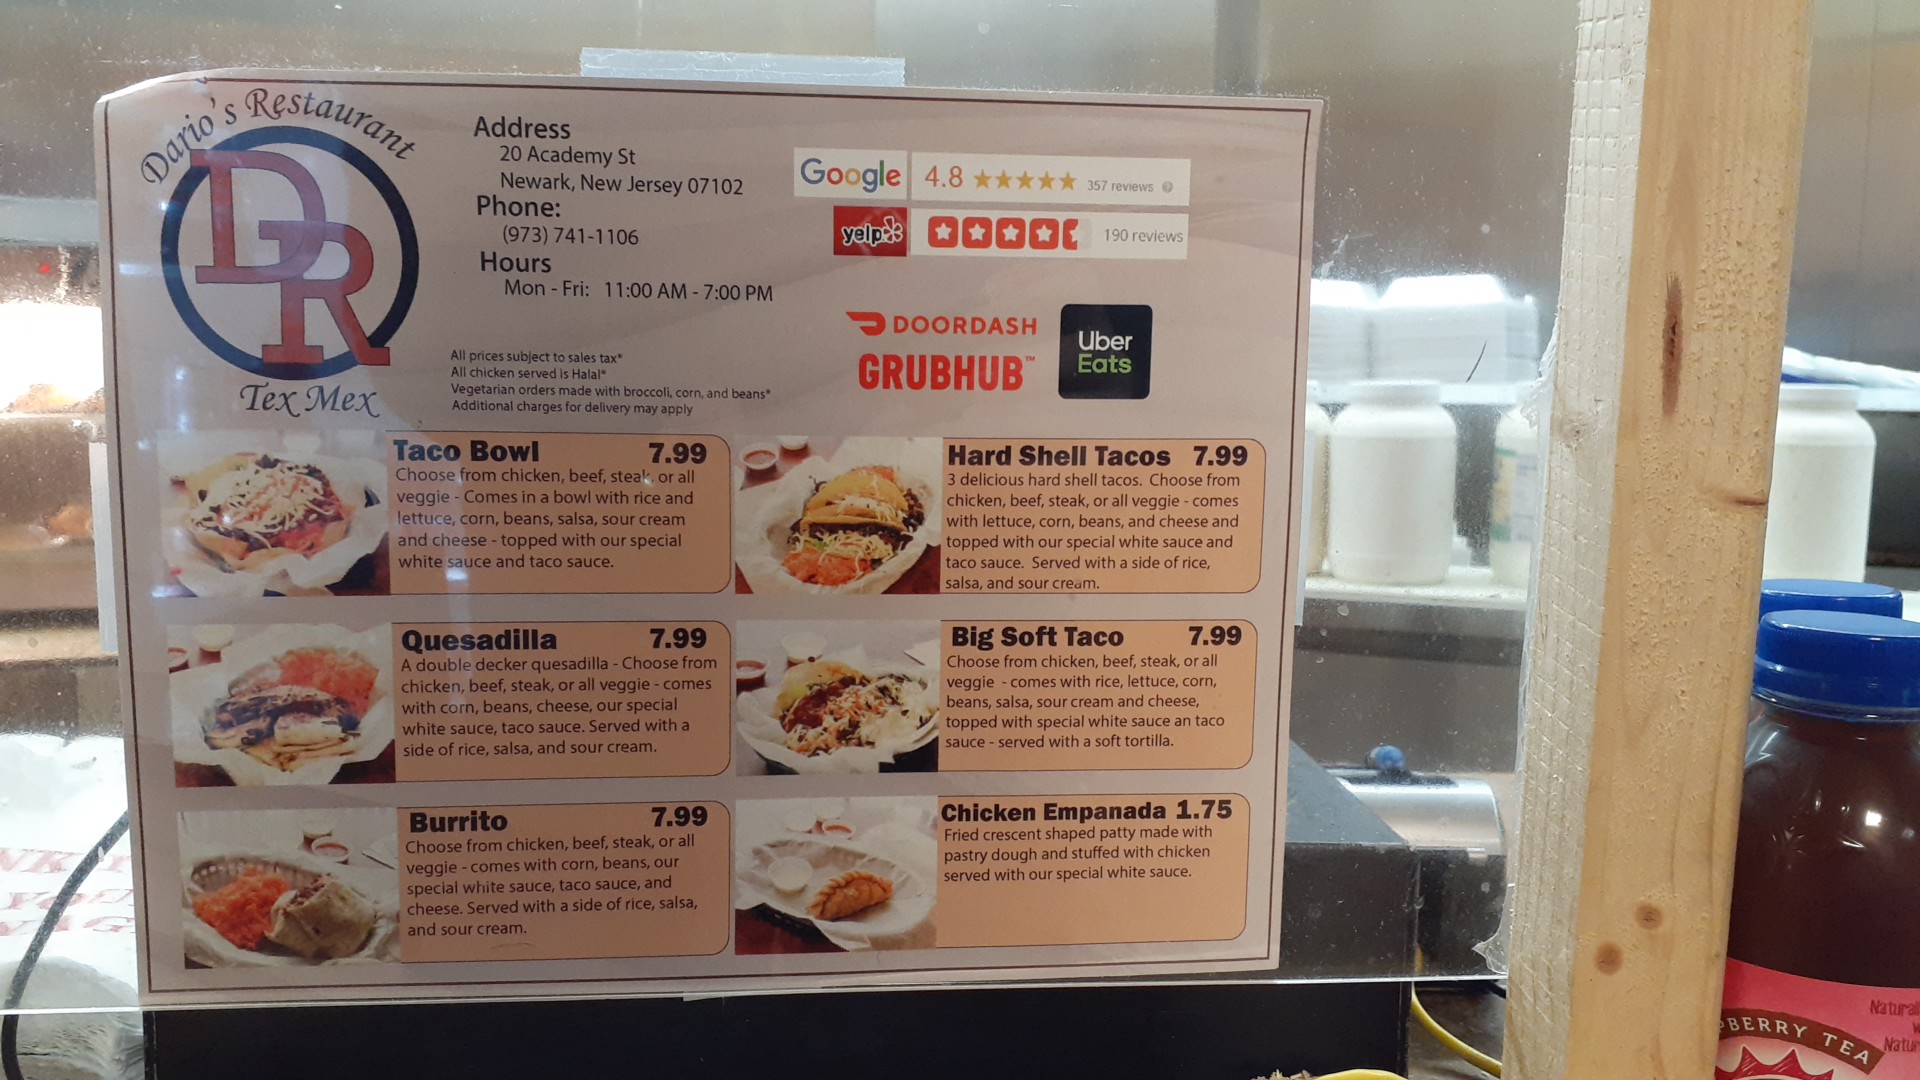 Dario's Restaurant
DR
Tex Mex
Address
20 Academy St
Newark, New Jersey 07102
Phone:
(973) 741-1106
Hours
Mon - Fri: 11:00 AM - 7:00 PM
All prices subject to sales tax*
All chicken served is Halal*
Vegetarian orders made with broccoli, corn, and beans*
Additional charges for delivery may apply
Google 4.8 357 reviews
yelp 190 reviews
DOORDASH
GRUBHUB™
Uber
Eats
Taco Bowl 7.99
Choose from chicken, beef, steak, or all
veggie - Comes in a bowl with rice and
lettuce, corn, beans, salsa, sour cream
and cheese - topped with our special
white sauce and taco sauce.
Hard Shell Tacos 7.99
3 delicious hard shell tacos. Choose from
chicken, beef, steak, or all veggie - comes
with lettuce, corn, beans, and cheese and
topped with our special white sauce and
taco sauce. Served with a side of rice,
salsa, and sour cream.
Quesadilla 7.99
A double decker quesadilla - Choose from
chicken, beef, steak, or all veggie - comes
with corn, beans, cheese, our special
white sauce, taco sauce. Served with a
side of rice, salsa, and sour cream.
Big Soft Taco 7.99
Choose from chicken, beef, steak, or all
veggie - comes with rice, lettuce, corn,
beans, salsa, sour cream and cheese,
topped with special white sauce an taco
sauce - served with a soft tortilla.
Burrito 7.99
Choose from chicken, beef, steak, or all
veggie - comes with corn, beans, our
special white sauce, taco sauce, and
cheese. Served with a side of rice, salsa,
and sour cream.
Chicken Empanada 1.75
Fried crescent shaped patty made with
pastry dough and stuffed with chicken
served with our special white sauce.
BERRY TEA